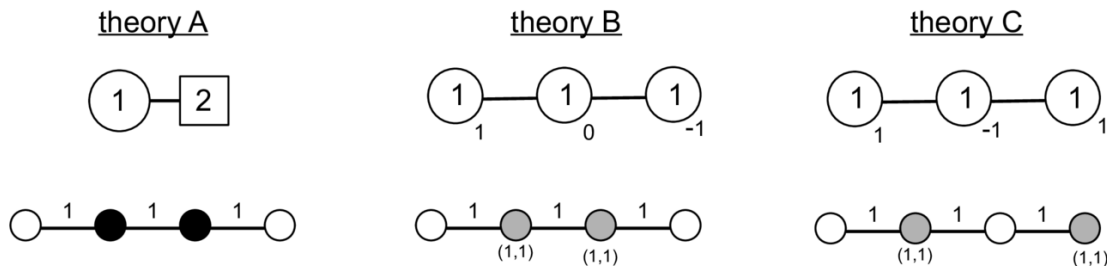 theory A theory B theory C
1 2 1 1 1 1 1 1
1 0 -1 1 -1 1
1 1 1 1 1 1 1 1 1
(1,1) (1,1) (1,1) (1,1)